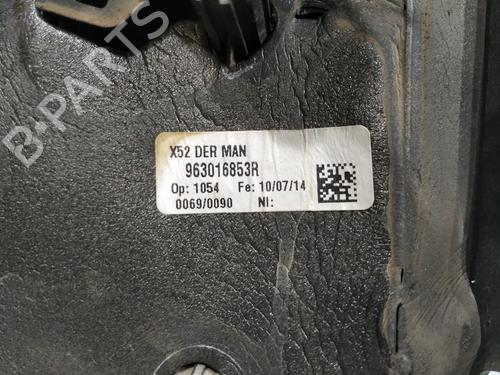 B-PARTS
X52 DER MAN
963016853R
Op: 1054 Fe: 10/07/14
0069/0090 NI: